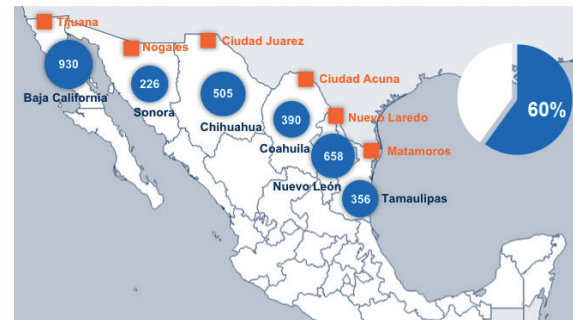 Tijuana
Nogales
Ciudad Juarez
930
226
505
Ciudad Acuna
60%
Baja California
Sonora
Chihuahua
390
Nuevo Laredo
Coahuila
658
Matamoros
Nuevo León
356
Tamaulipas